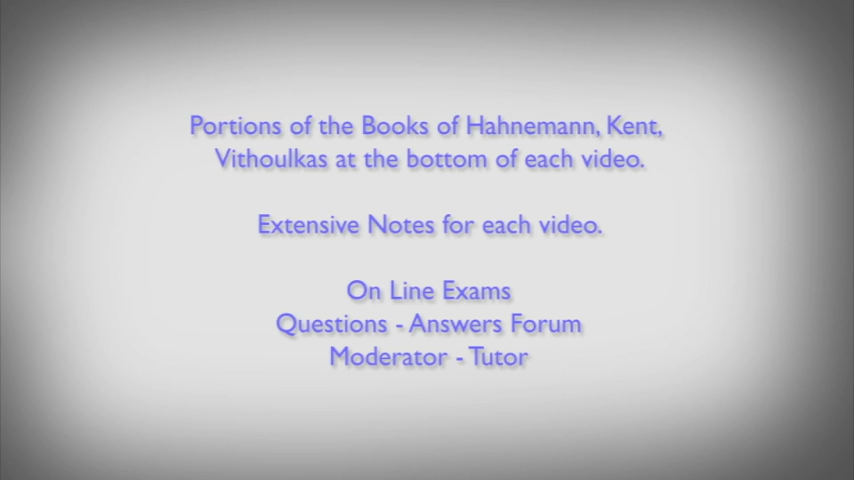 Portions of the Books of Hahnemann, Kent,
Vithoulkas at the bottom of each video.
Extensive Notes for each video.
On Line Exams
Questions - Answers Forum
Moderator - Tutor